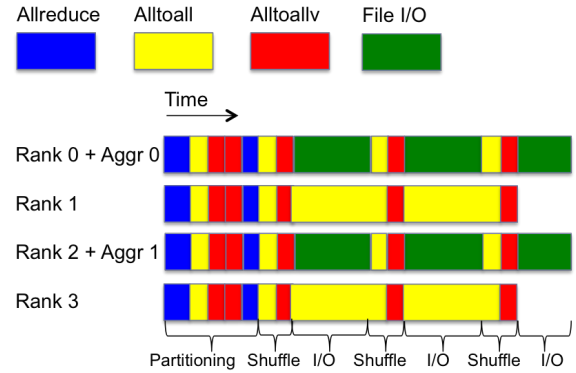 Allreduce Alltoall Alltoallv File I/O
Time
Rank 0 + Aggr 0
Rank 1
Rank 2 + Aggr 1
Rank 3
Partitioning Shuffle I/O Shuffle I/O Shuffle I/O